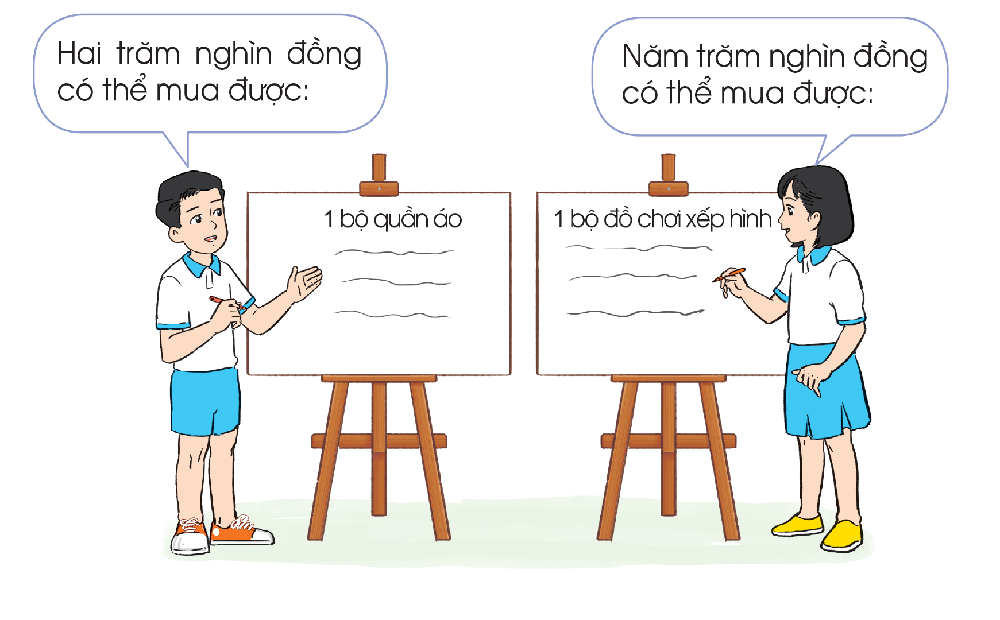 Hai trăm nghìn đồng
có thể mua được:
Năm trăm nghìn đồng
có thể mua được:
1 bộ quần áo
1 bộ đồ chơi xếp hình